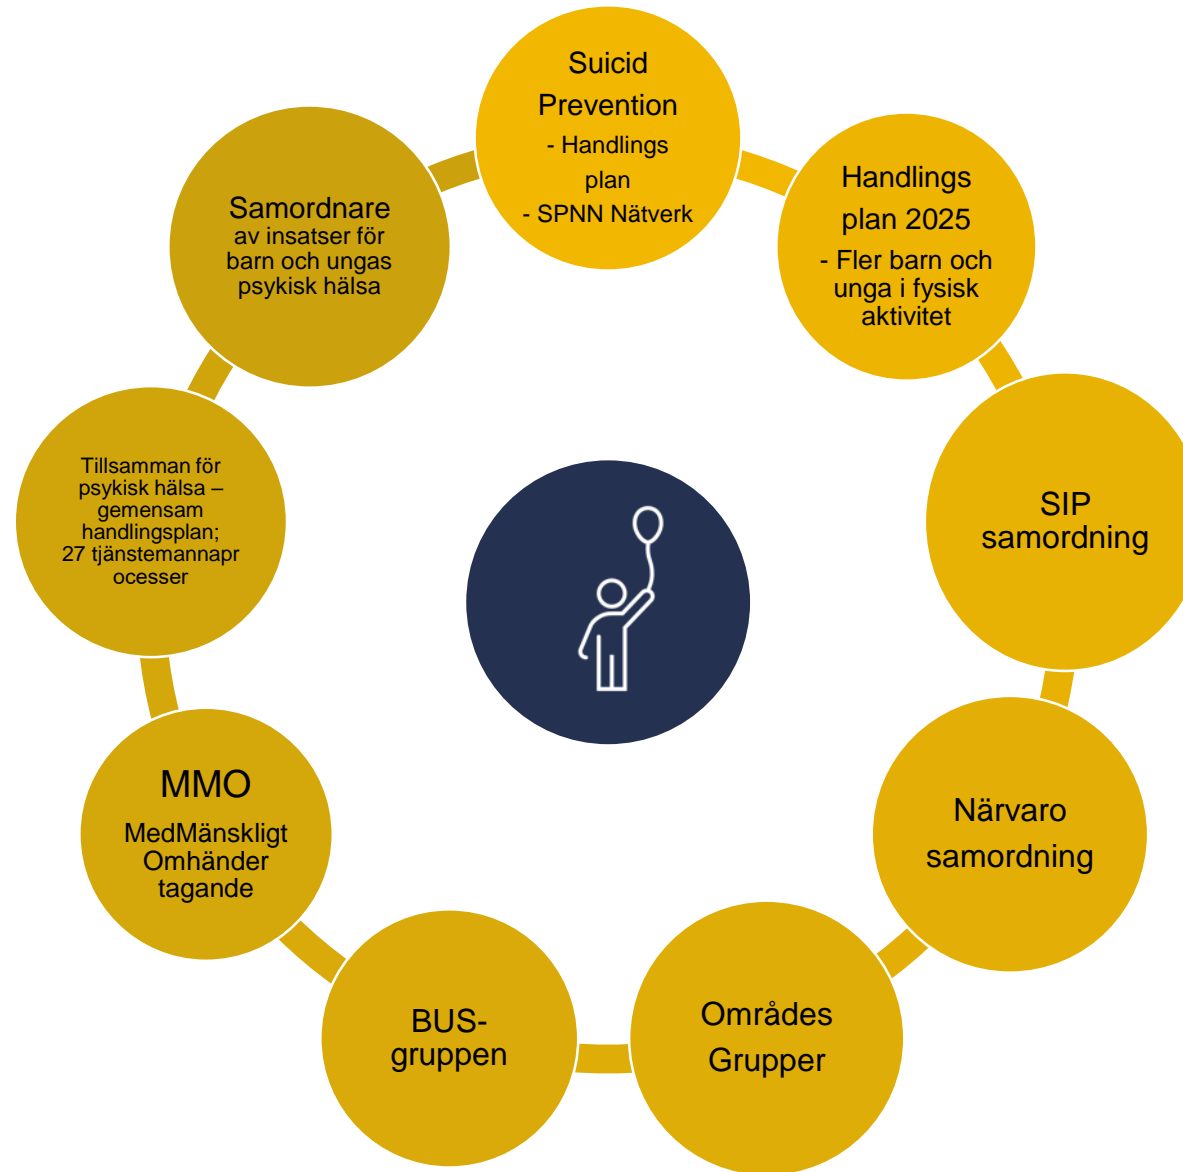 Suicid
Prevention
- Handlings
plan
- SPNN Nätverk
Handlings
plan 2025
- Fler barn och
unga i fysisk
aktivitet
SIP
samordning
Närvaro
samordning
Områdes
Grupper
BUS-
gruppen
MMO
MedMänskligt
Omhänder
tagande
Tillsamman för
psykisk hälsa –
gemensam
handlingsplan;
27 tjänstemannapr
ocesser
Samordnare
av insatser för
barn och ungas
psykisk hälsa